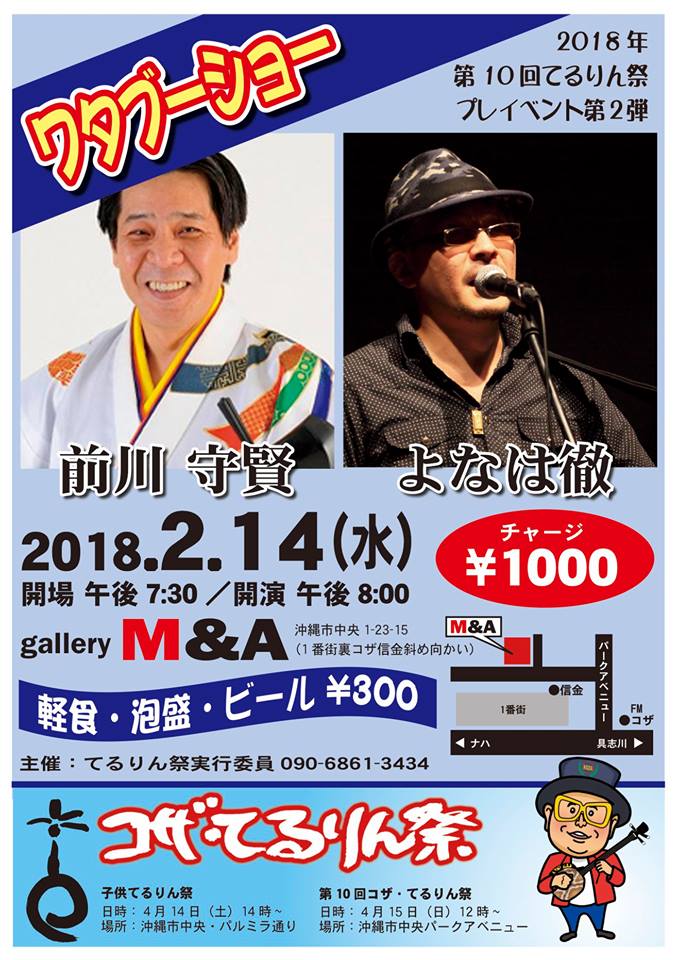 ワタブーショー
2018年
第10回てるりん祭
プレイベント第2弾
前川 守賢
よなは徹
2018.2.14(水)
開場 午後 7:30 ／開演 午後 8:00
チャージ
¥1000
gallery M&A
沖縄市中央 1-23-15
（1番街裏コザ信金斜め向かい）
軽食・泡盛・ビール ¥300
M&A
パークアベニュー
●信金
1番街
FM
●コザ
◀ ナハ
具志川 ▶
主催：てるりん祭実行委員 090-6861-3434
コザ・てるりん祭
子供てるりん祭
日時：4月14日（土）14時～
場所：沖縄市中央・パルミラ通り
第10回コザ・てるりん祭
日時：4月15日（日）12時～
場所：沖縄市中央パークアベニュー